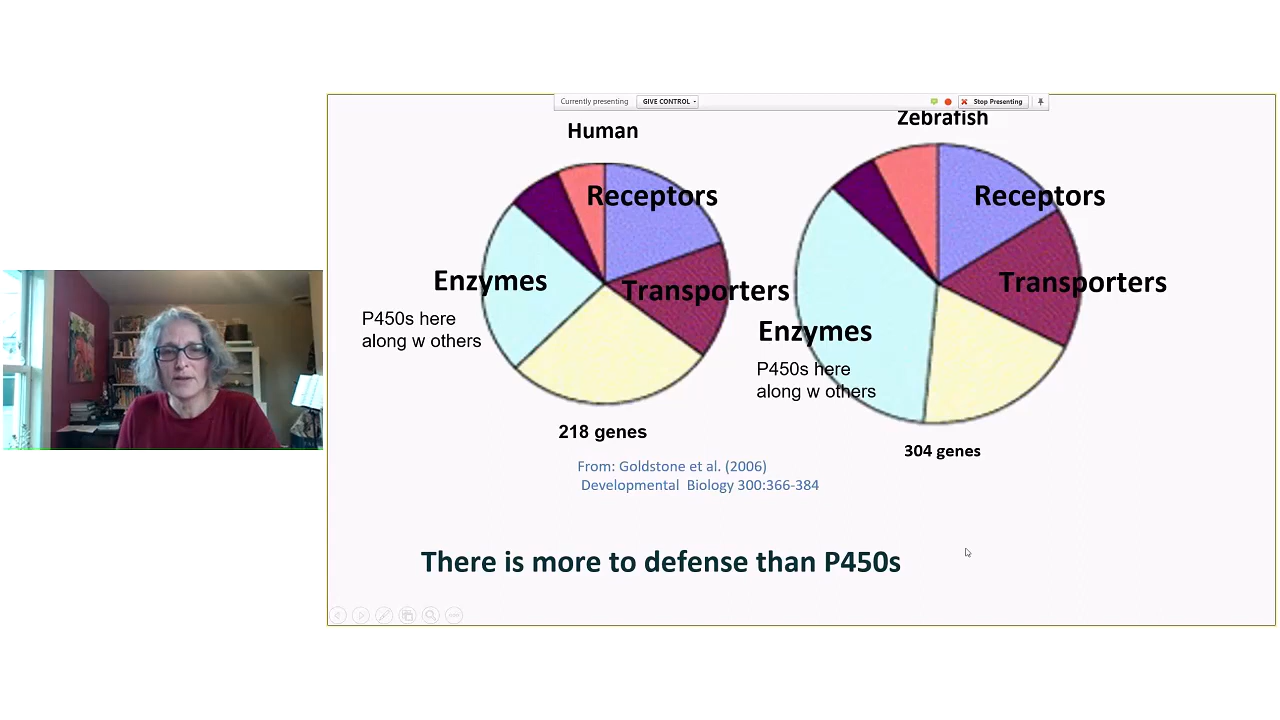 Currently presenting
GIVE CONTROL
Stop Presenting
Human
Zebrafish
Receptors
Receptors
Enzymes
Transporters
Transporters
P450s here
along w others
Enzymes
P450s here
along w others
218 genes
304 genes
From: Goldstone et al. (2006)
Developmental Biology 300:366-384
There is more to defense than P450s